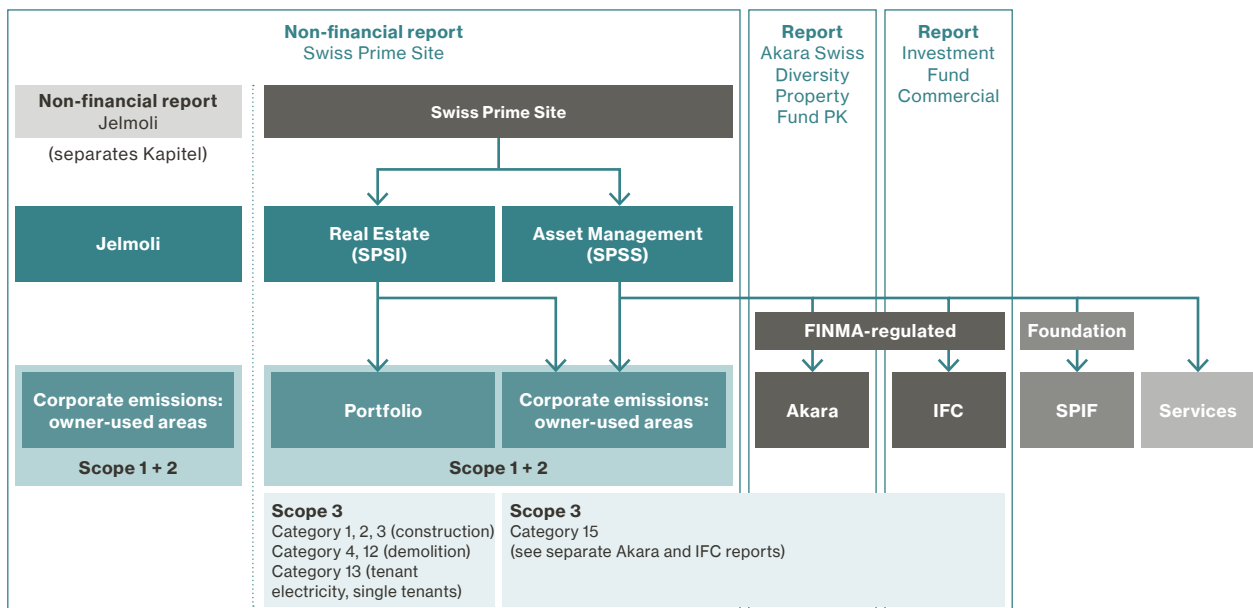 Non-financial report
Swiss Prime Site
Report
Akara Swiss
Diversity
Property
Fund PK
Report
Investment
Fund
Commercial
Non-financial report
Jelmoli
(separates Kapitel)
Swiss Prime Site
Jelmoli
Real Estate
(SPSI)
Asset Management
(SPSS)
FINMA-regulated
Foundation
Corporate emissions:
owner-used areas
Portfolio
Corporate emissions:
owner-used areas
Akara
IFC
SPIF
Services
Scope 1 + 2
Scope 1 + 2
Scope 3
Category 1, 2, 3 (construction)
Category 4, 12 (demolition)
Category 13 (tenant
electricity, single tenants)
Scope 3
Category 15
(see separate Akara and IFC reports)